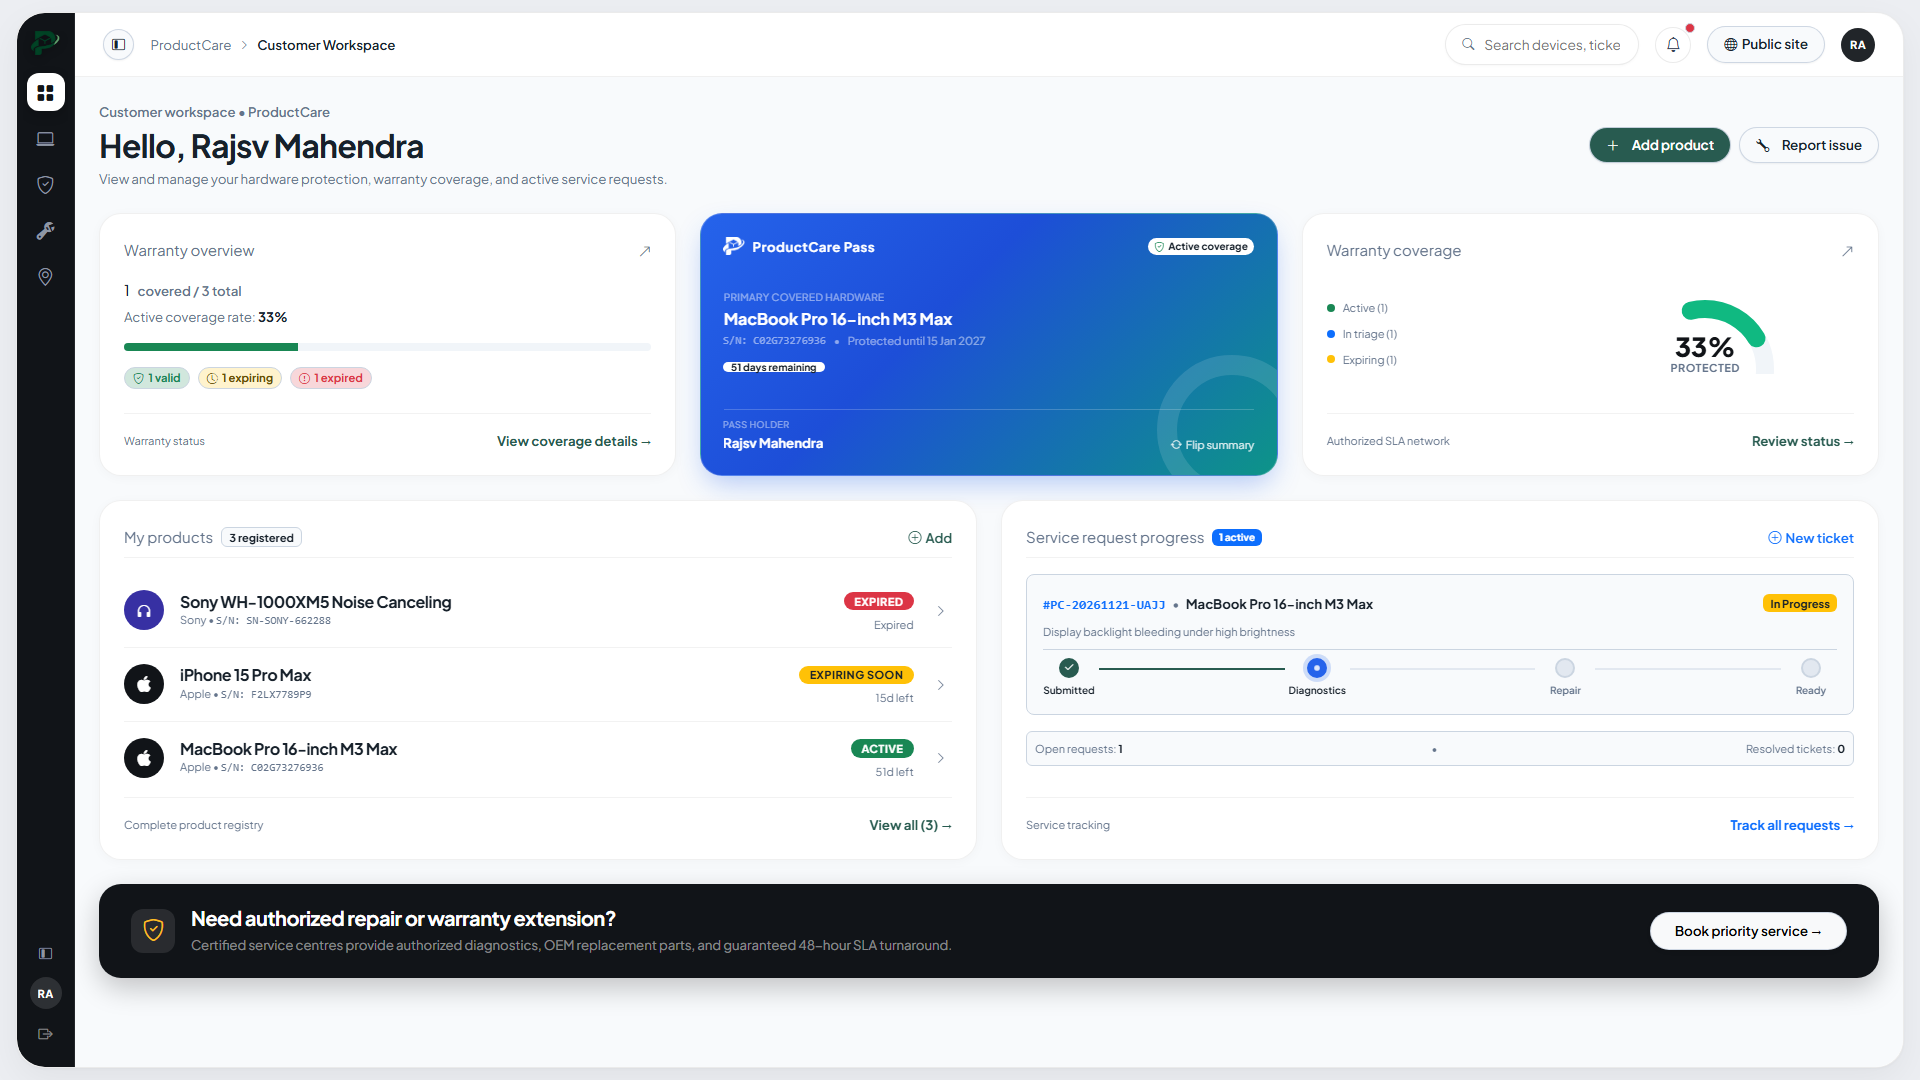 ProductCare > Customer Workspace
Search devices, ticke
Public site
RA
Customer workspace • ProductCare
Hello, Rajsv Mahendra
View and manage your hardware protection, warranty coverage, and active service requests.
+ Add product
Report issue
Warranty overview
1 covered / 3 total
Active coverage rate: 33%
1 valid
1 expiring
1 expired
Warranty status
View coverage details →
ProductCare Pass
Active coverage
PRIMARY COVERED HARDWARE
MacBook Pro 16-inch M3 Max
S/N: C02G73276936 • Protected until 15 Jan 2027
51 days remaining
PASS HOLDER
Rajsv Mahendra
Flip summary
Warranty coverage
Active (1)
In triage (1)
Expiring (1)
33%
PROTECTED
Authorized SLA network
Review status →
My products
3 registered
Add
Sony WH-1000XM5 Noise Canceling
Sony • S/N: SN-SONY-662288
EXPIRED
Expired
iPhone 15 Pro Max
Apple • S/N: F2LX7789P9
EXPIRING SOON
15d left
MacBook Pro 16-inch M3 Max
Apple • S/N: C02G73276936
ACTIVE
51d left
Complete product registry
View all (3) →
Service request progress
1 active
New ticket
#PC-20261121-UAJJ • MacBook Pro 16-inch M3 Max
In Progress
Display backlight bleeding under high brightness
Submitted
Diagnostics
Repair
Ready
Open requests: 1
•
Resolved tickets: 0
Service tracking
Track all requests →
Need authorized repair or warranty extension?
Certified service centres provide authorized diagnostics, OEM replacement parts, and guaranteed 48-hour SLA turnaround.
Book priority service →
RA